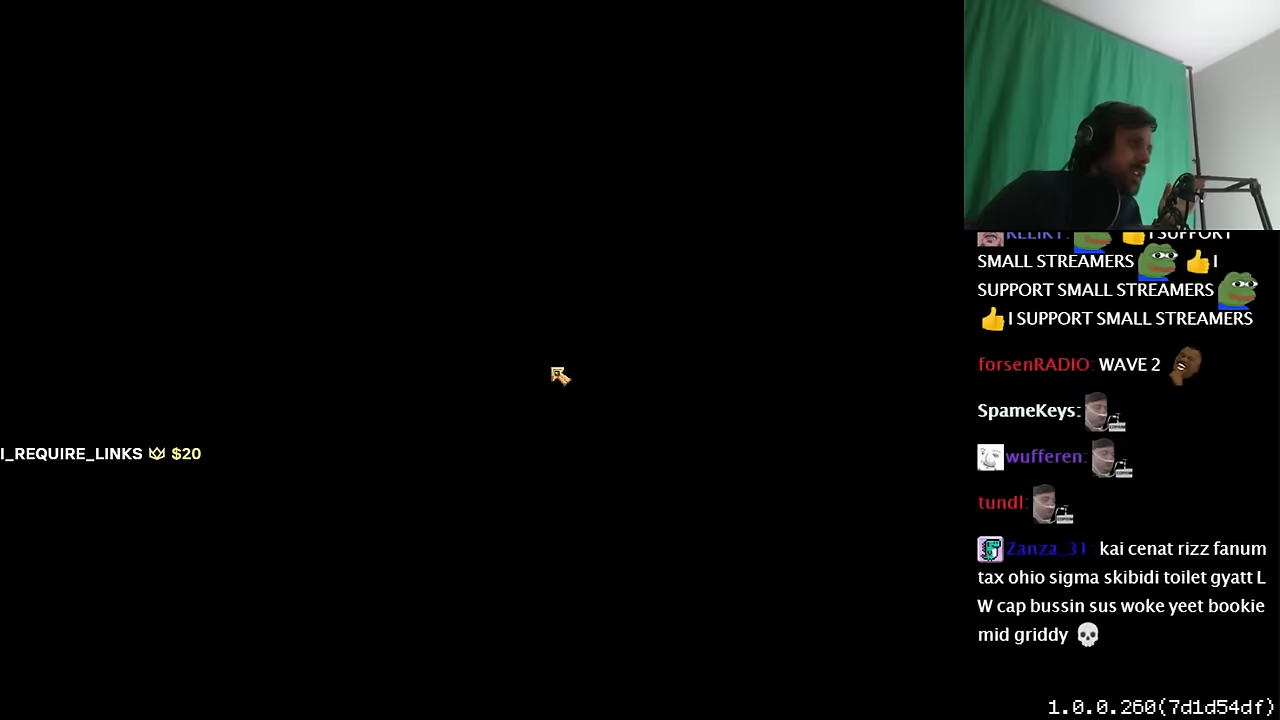 I SUPPORT
SMALL STREAMERS I
SUPPORT SMALL STREAMERS
I SUPPORT SMALL STREAMERS
forsenRADIO: WAVE 2
SpameKeys:
I_REQUIRE_LINKS $20
wufferen:
tundl:
Zanza_31 kai cenat rizz fanum
tax ohio sigma skibidi toilet gyatt L
W cap bussin sus woke yeet bookie
mid griddy
1.0.0.260(7d1d54df)